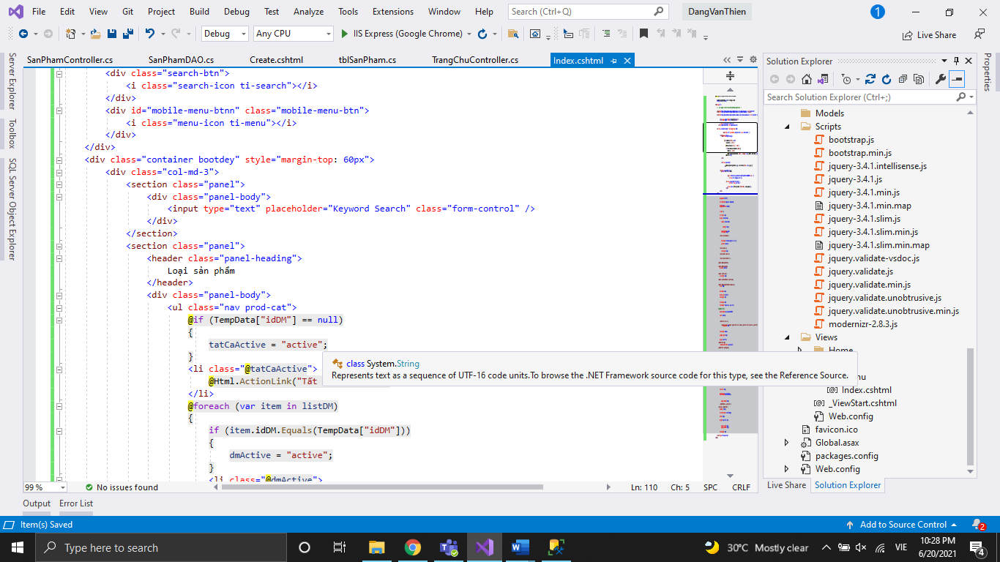 File Edit View Git Project Build Debug Test Analyze Tools Extensions Window Help Search (Ctrl+Q) DangVanThien 1
Debug Any CPU IIS Express (Google Chrome) Live Share
SanPhamController.cs SanPhamDAO.cs Create.cshtml tblSanPham.cs TrangChuController.cs Index.cshtml
Server Explorer
Toolbox
SQL Server Object Explorer
<div class="search-btn">
<i class="search-icon ti-search"></i>
</div>
<div id="mobile-menu-btnn" class="mobile-menu-btn">
<i class="menu-icon ti-menu"></i>
</div>
</div>
<div class="container bootdey" style="margin-top: 60px">
<div class="col-md-3">
<section class="panel">
<div class="panel-body">
<input type="text" placeholder="Keyword Search" class="form-control" />
</div>
</section>
<section class="panel">
<header class="panel-heading">
Loại sản phẩm
</header>
<div class="panel-body">
<ul class="nav prod-cat">
@if (TempData["idDM"] == null)
{
tatCaActive = "active";
}
<li class="@tatCaActive">
@Html.ActionLink("Tất
</li>
@foreach (var item in listDM)
{
if (item.idDM.Equals(TempData["idDM"]))
{
dmActive = "active";
}
<li class="@dmActive">
class System.String
Represents text as a sequence of UTF-16 code units.To browse the .NET Framework source code for this type, see the Reference Source.
99 % No issues found Ln: 110 Ch: 5 SPC CRLF
Solution Explorer
Search Solution Explorer (Ctrl+;)
Models
Scripts
bootstrap.js
bootstrap.min.js
jquery-3.4.1.intellisense.js
jquery-3.4.1.js
jquery-3.4.1.min.js
jquery-3.4.1.min.map
jquery-3.4.1.slim.js
jquery-3.4.1.slim.min.js
jquery-3.4.1.slim.min.map
jquery.validate-vsdoc.js
jquery.validate.js
jquery.validate.min.js
jquery.validate.unobtrusive.js
jquery.validate.unobtrusive.min.js
modernizr-2.8.3.js
Views
Home
nu
Index.cshtml
_ViewStart.cshtml
Web.config
favicon.ico
Global.asax
packages.config
Web.config
Live Share Solution Explorer
Properties
Output Error List
Item(s) Saved Add to Source Control 2
Type here to search 30°C Mostly clear VIE 10:28 PM
6/20/2021 4